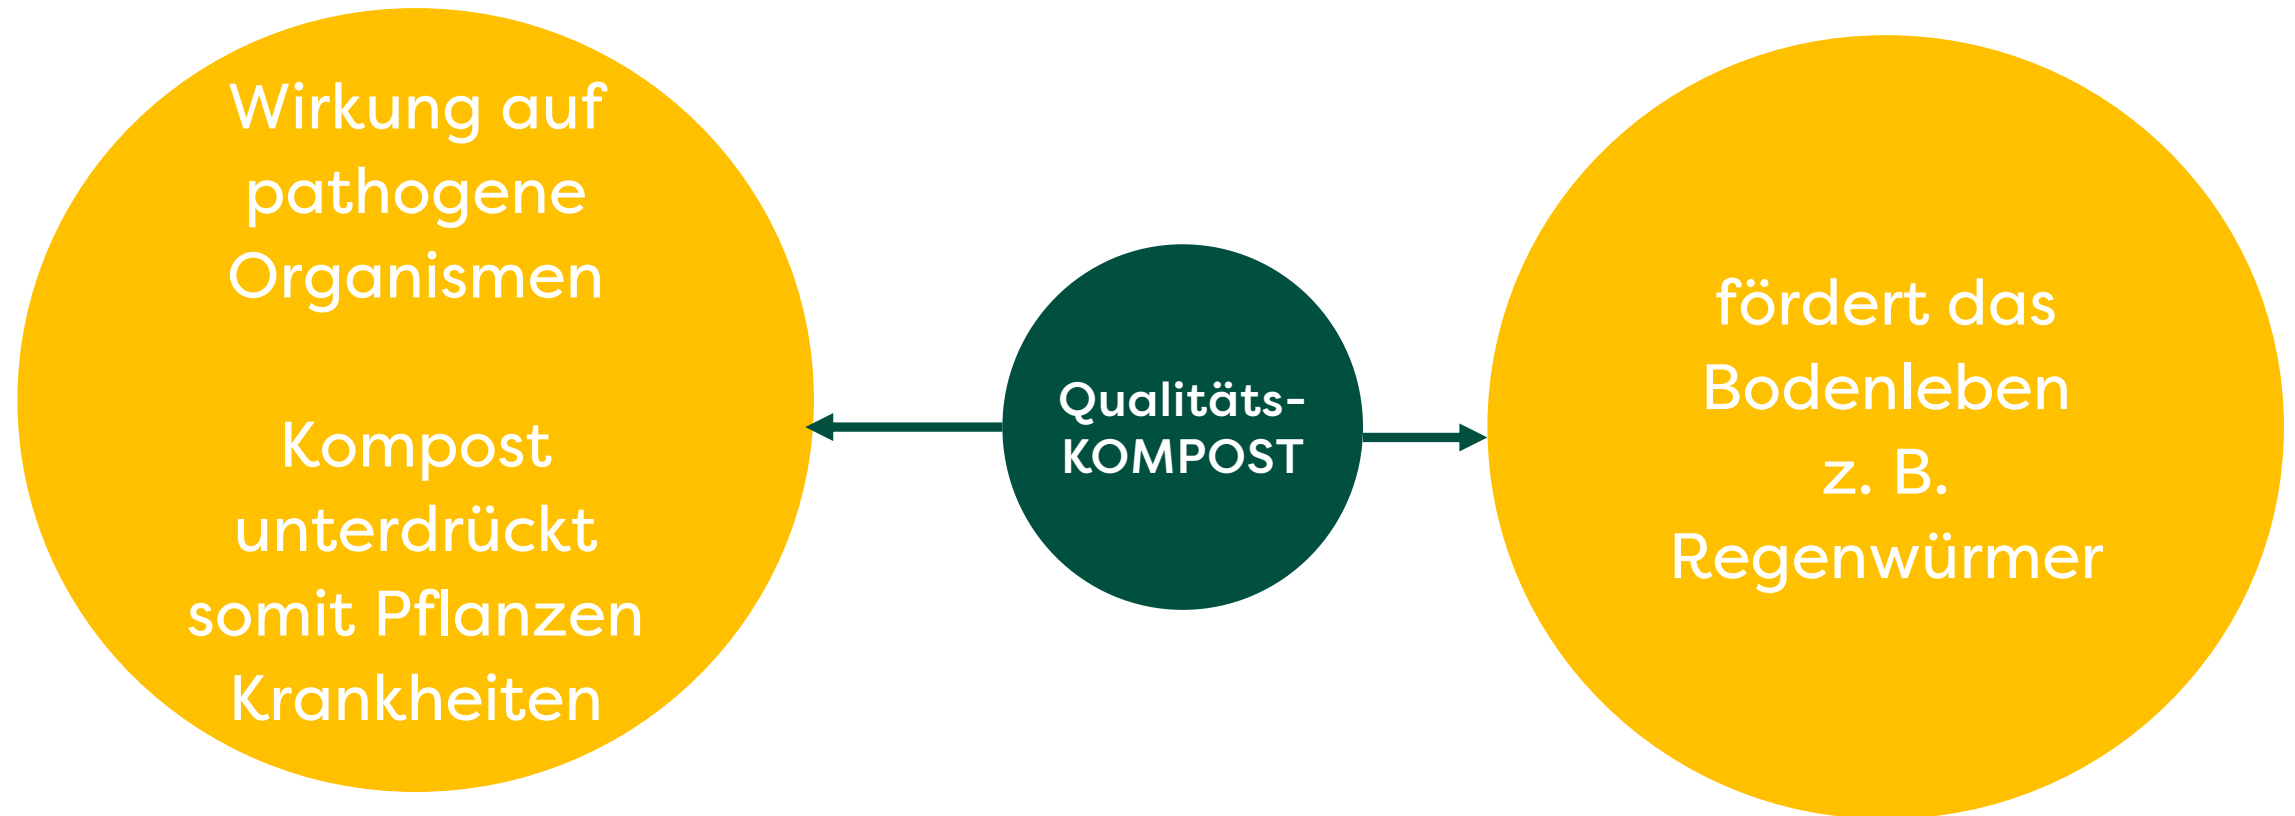 Wirkung auf
pathogene
Organismen
Kompost
unterdrückt
somit Pflanzen
Krankheiten
Qualitäts-
KOMPOST
fördert das
Bodenleben
z. B.
Regenwürmer